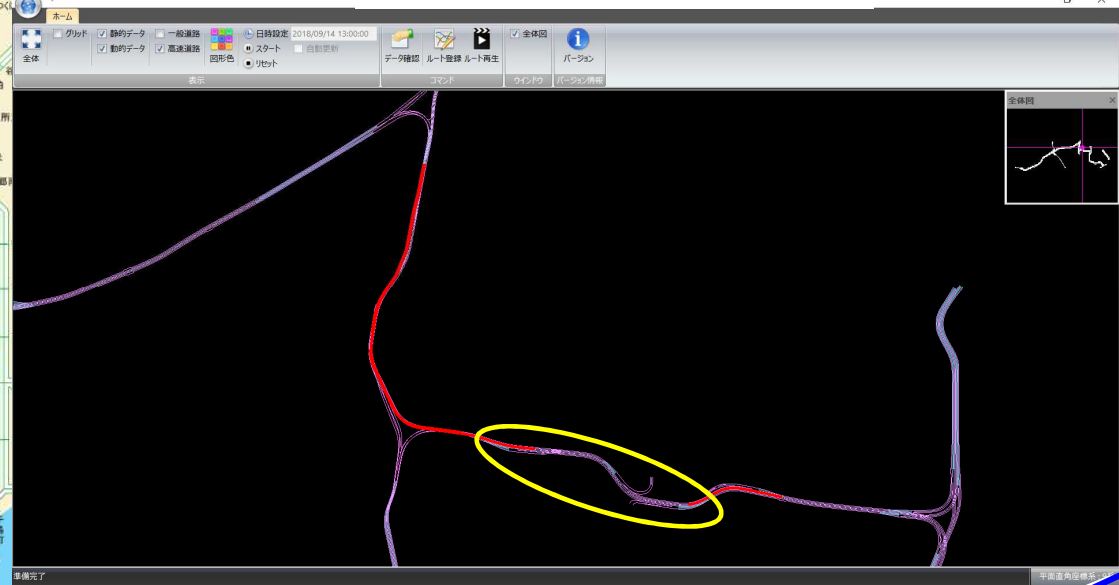 ホーム
グリッド
静的データ
一般道路
日時設定 2018/09/14 13:00:00
動的データ
高速道路
スタート
自動更新
リセット
全体
図形色
データ確認 ルート登録 ルート再生
全体図
バージョン
表示
コマンド
ウインドウ
バージョン情報
全体図
準備完了
平面直角座標系